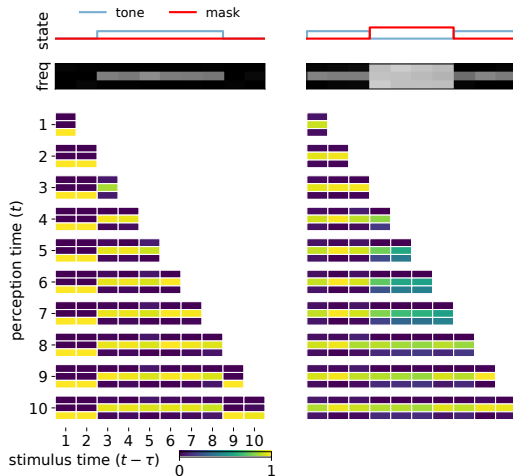 tone mask
state
freq
perception time (t)
1
2
3
4
5
6
7
8
9
10
1 2 3 4 5 6 7 8 9 10
stimulus time (t − τ)
0 1